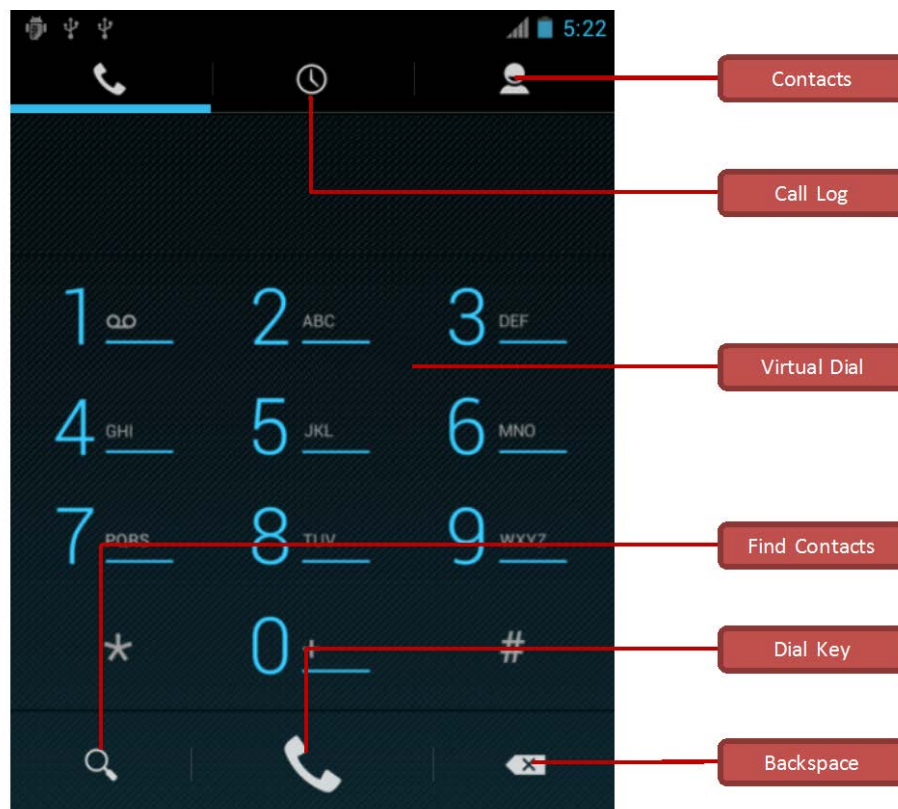 5:22
Contacts
Call Log
1 2 ABC 3 DEF
Virtual Dial
4 GHI 5 JKL 6 MNO
7 PQRS 8 TUV 9 WXYZ
Find Contacts
* 0 + #
Dial Key
Backspace